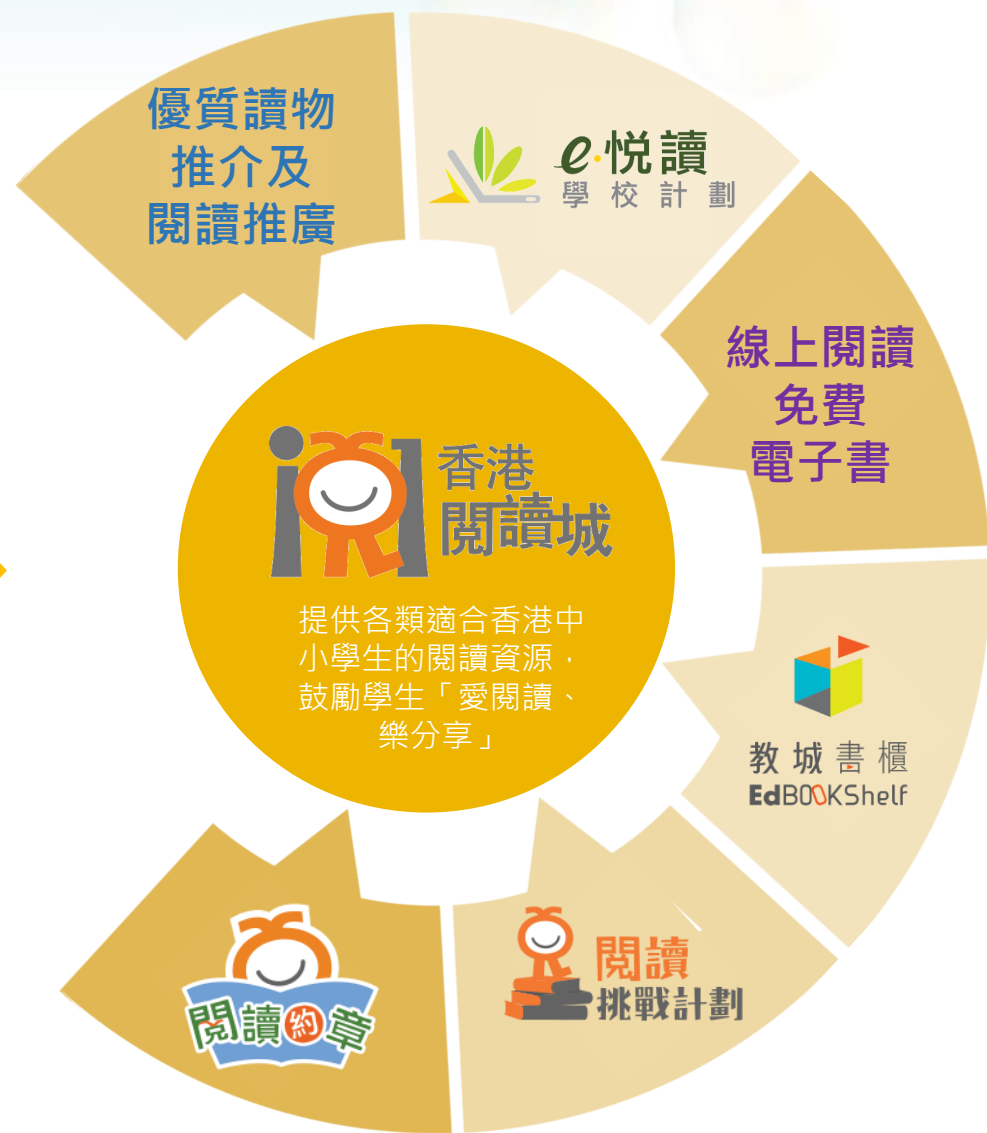 優質讀物
推介及
閱讀推廣
e·悦讀
學校計劃
線上閱讀
免費
電子書
香港
閱讀城
提供各類適合香港中
小學生的閱讀資源，
鼓勵學生「愛閱讀、
樂分享」
教城書櫃
EdBOOKShelf
閱讀
挑戰計劃
閱讀約章